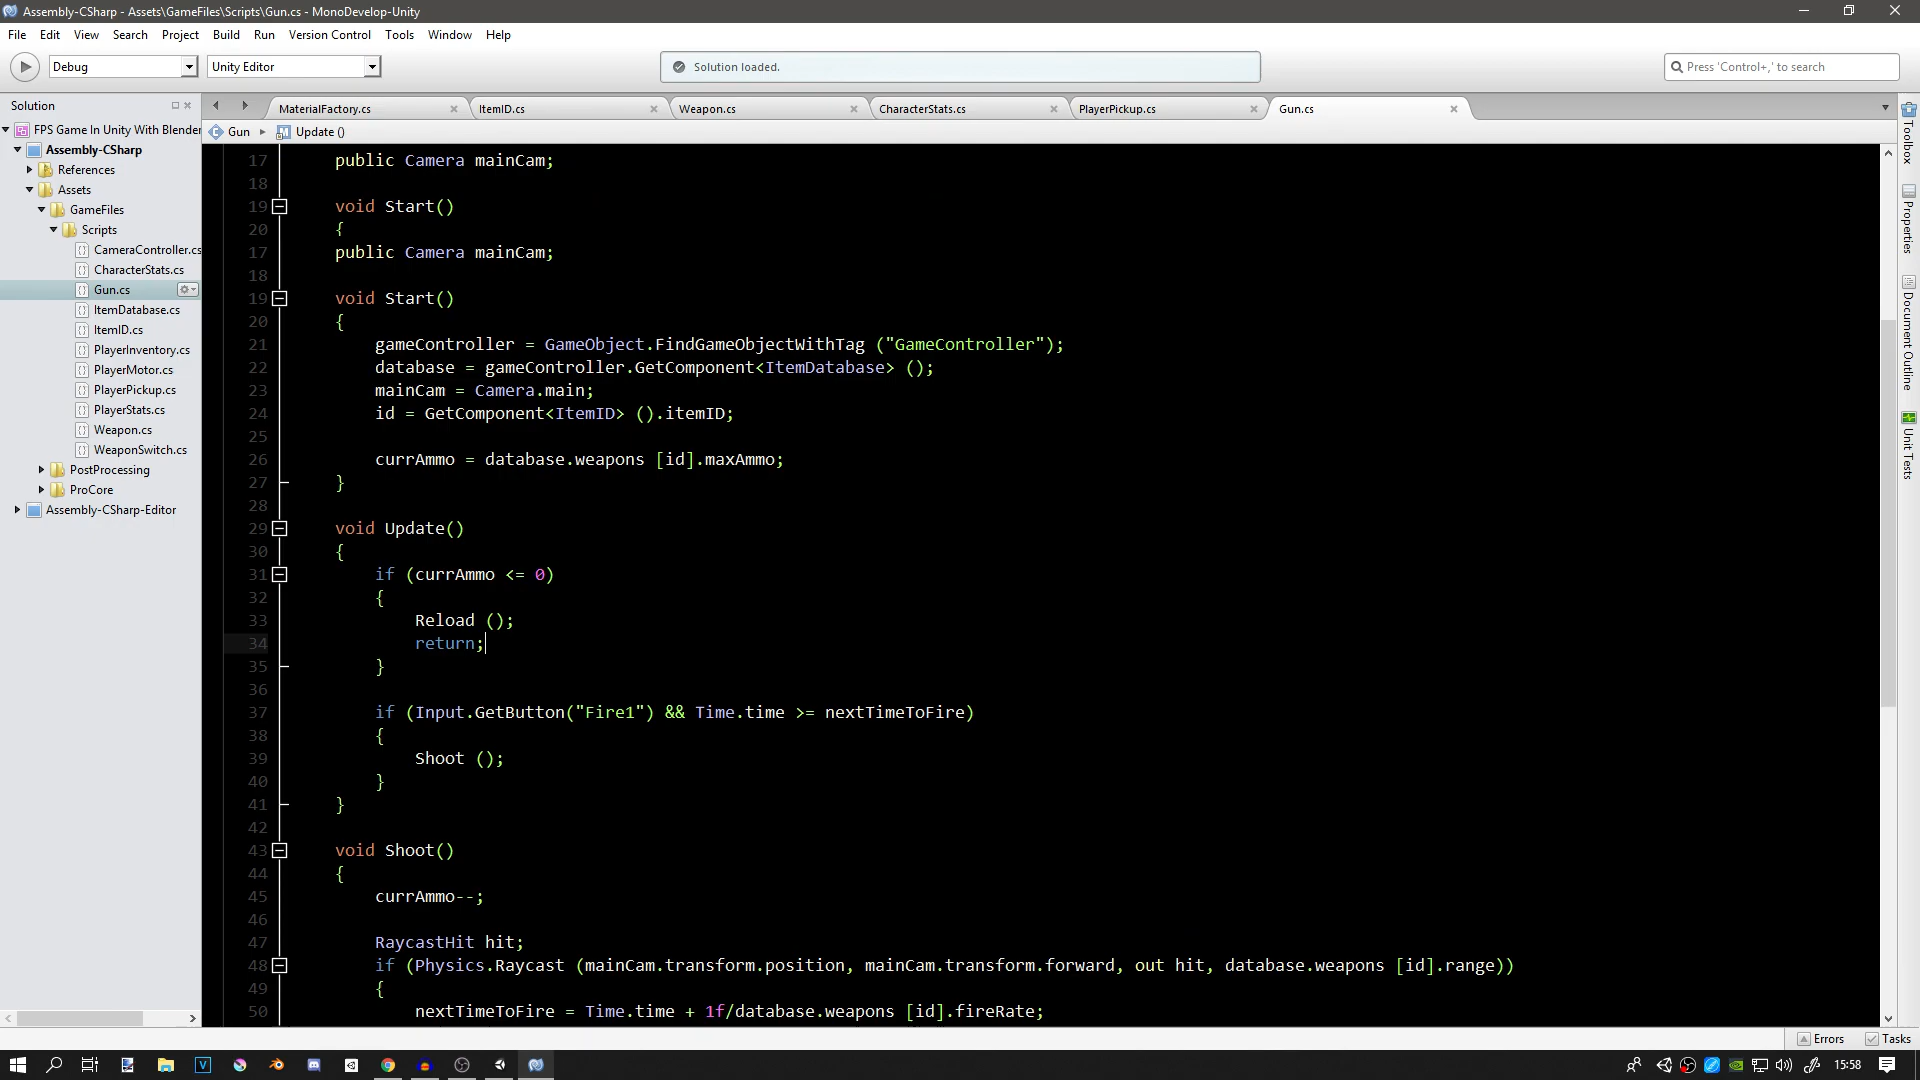 Assembly-CSharp - Assets\GameFiles\Scripts\Gun.cs - MonoDevelop-Unity
File Edit View Search Project Build Run Version Control Tools Window Help
Debug Unity Editor Solution loaded. Press 'Control+,' to search
Solution
MaterialFactory.cs ItemID.cs Weapon.cs CharacterStats.cs PlayerPickup.cs Gun.cs
Gun Update ()
FPS Game In Unity With Blender
Assembly-CSharp
References
Assets
GameFiles
Scripts
CameraController.cs
CharacterStats.cs
Gun.cs
ItemDatabase.cs
ItemID.cs
PlayerInventory.cs
PlayerMotor.cs
PlayerPickup.cs
PlayerStats.cs
Weapon.cs
WeaponSwitch.cs
PostProcessing
ProCore
Assembly-CSharp-Editor
17 public Camera mainCam;
18
19 void Start()
20 {
17 public Camera mainCam;
18
19 void Start()
20 {
21 gameController = GameObject.FindGameObjectWithTag ("GameController");
22 database = gameController.GetComponent<ItemDatabase> ();
23 mainCam = Camera.main;
24 id = GetComponent<ItemID> ().itemID;
25
26 currAmmo = database.weapons [id].maxAmmo;
27 }
28
29 void Update()
30 {
31 if (currAmmo <= 0)
32 {
33 Reload ();
34 return;
35 }
36
37 if (Input.GetButton("Fire1") && Time.time >= nextTimeToFire)
38 {
39 Shoot ();
40 }
41 }
42
43 void Shoot()
44 {
45 currAmmo--;
46
47 RaycastHit hit;
48 if (Physics.Raycast (mainCam.transform.position, mainCam.transform.forward, out hit, database.weapons [id].range))
49 {
50 nextTimeToFire = Time.time + 1f/database.weapons [id].fireRate;
Toolbox
Properties
Document Outline
Unit Tests
Errors Tasks
15:58